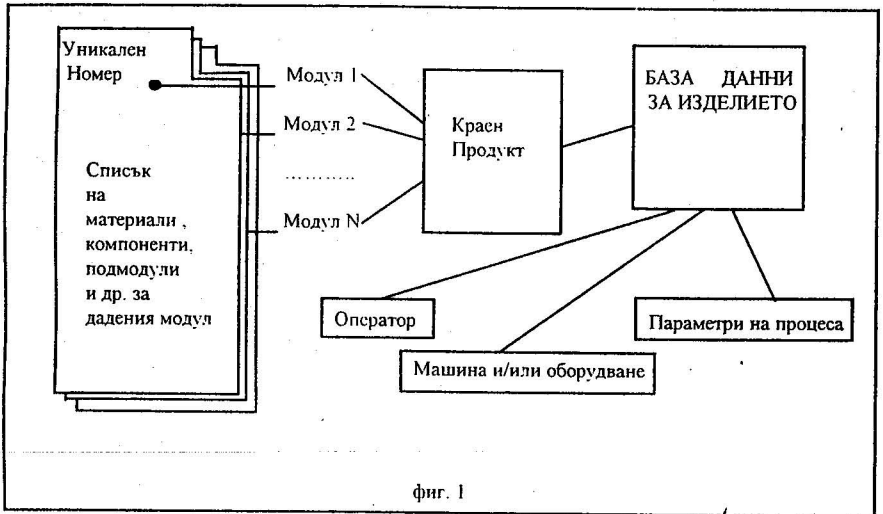 Уникален
Номер
Списък
на
материали ,
компоненти,
подмодули
и др. за
дадения модул
Модул 1
Модул 2
............
Модул N
Краен
Продукт
БАЗА ДАННИ
ЗА ИЗДЕЛИЕТО
Оператор
Машина и/или оборудване
Параметри на процеса
фиг. 1